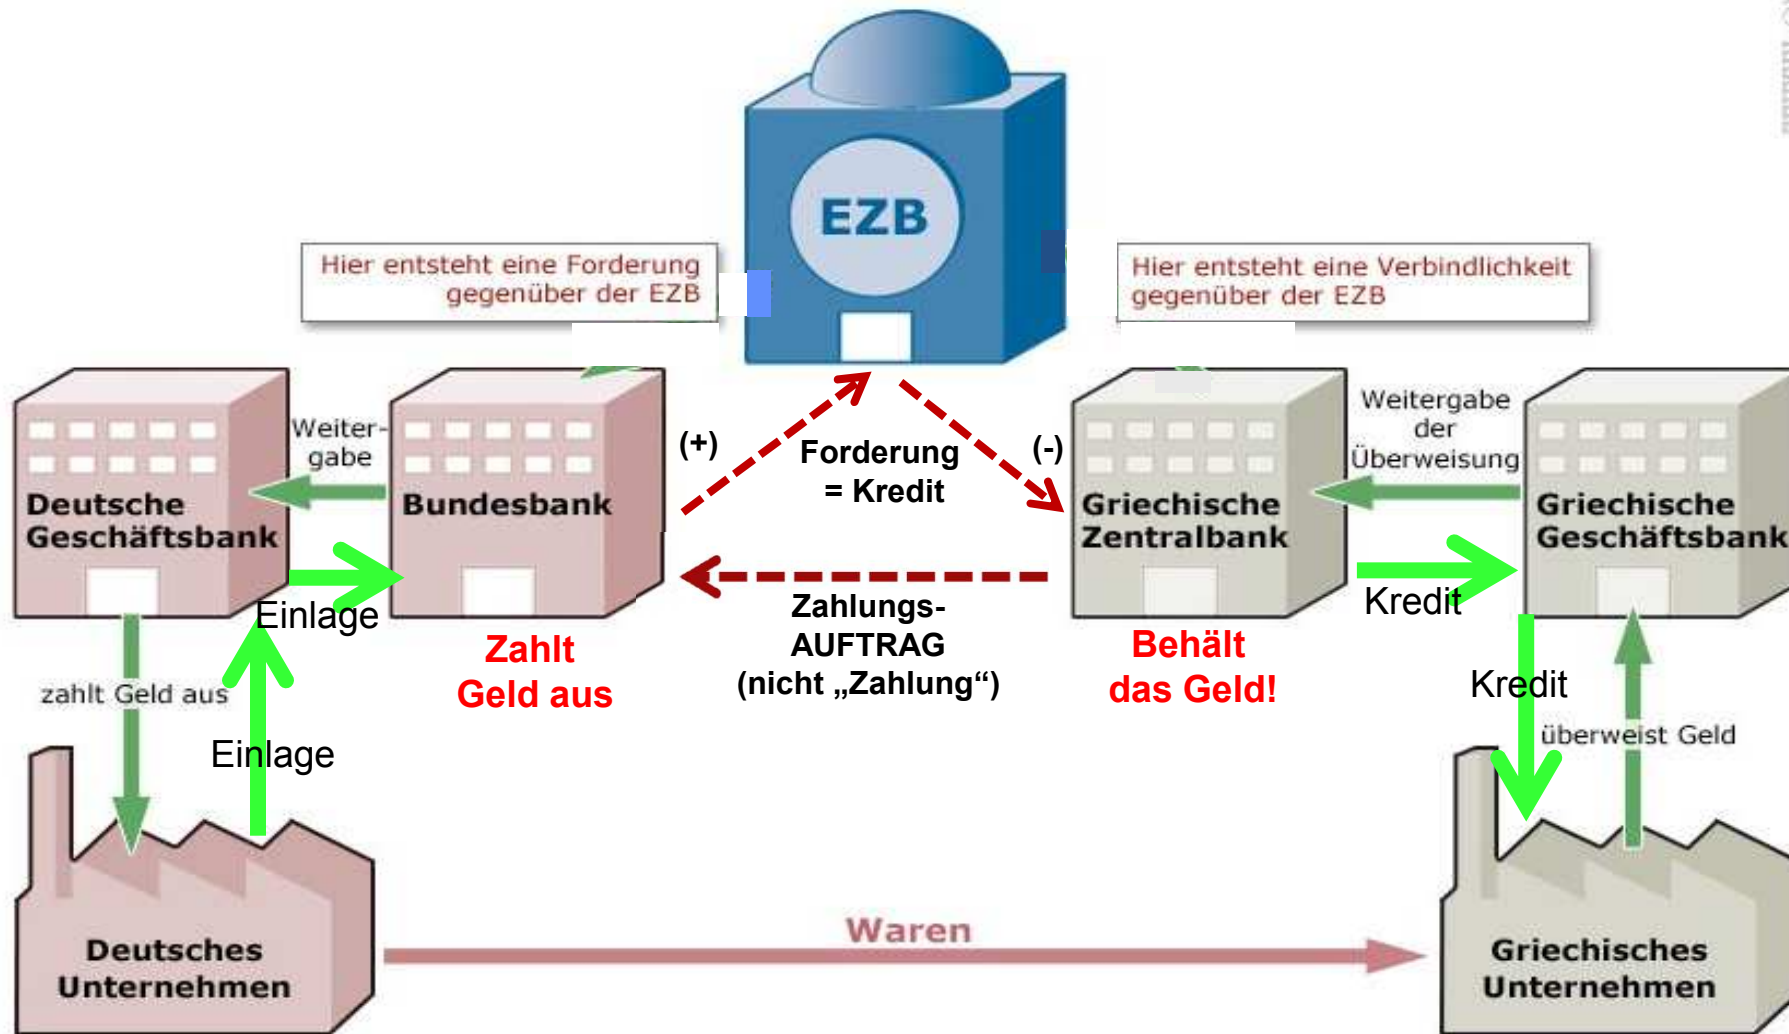 EZB
Hier entsteht eine Forderung
gegenüber der EZB
Hier entsteht eine Verbindlichkeit
gegenüber der EZB
Weiter-
gabe
(+)
Forderung
= Kredit
(-)
Weitergabe
der
Überweisung
Deutsche
Geschäftsbank
Bundesbank
Griechische
Zentralbank
Griechische
Geschäftsbank
Einlage
Zahlungs-
AUFTRAG
(nicht „Zahlung“)
Kredit
Zahlt
Geld aus
Behält
das Geld!
zahlt Geld aus
Einlage
Kredit
überweist Geld
Waren
Deutsches
Unternehmen
Griechisches
Unternehmen